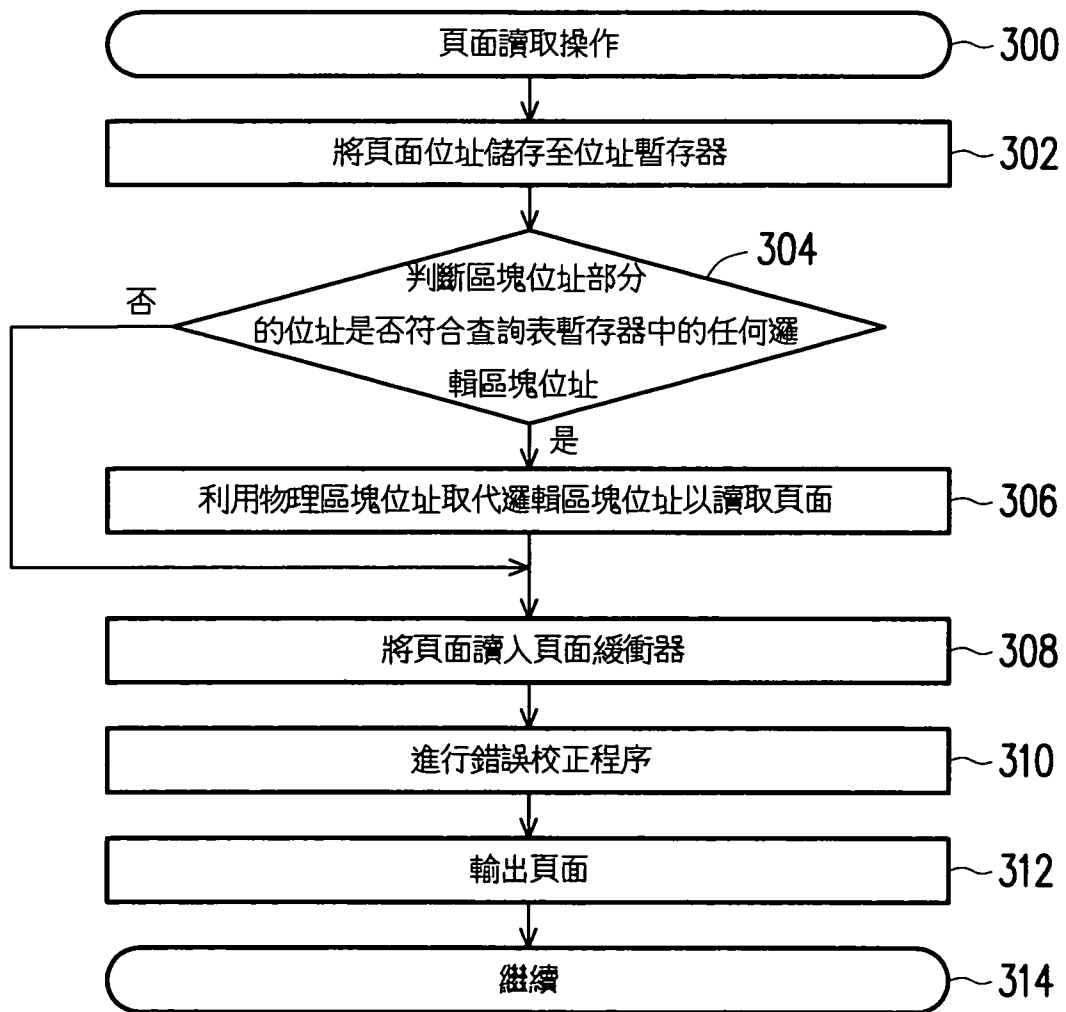 頁面讀取操作
300
將頁面位址儲存至位址暫存器
302
304
判斷區塊位址部分
的位址是否符合查詢表暫存器中的任何邏
輯區塊位址
否
是
利用物理區塊位址取代邏輯區塊位址以讀取頁面
306
將頁面讀入頁面緩衝器
308
進行錯誤校正程序
310
輸出頁面
312
繼續
314